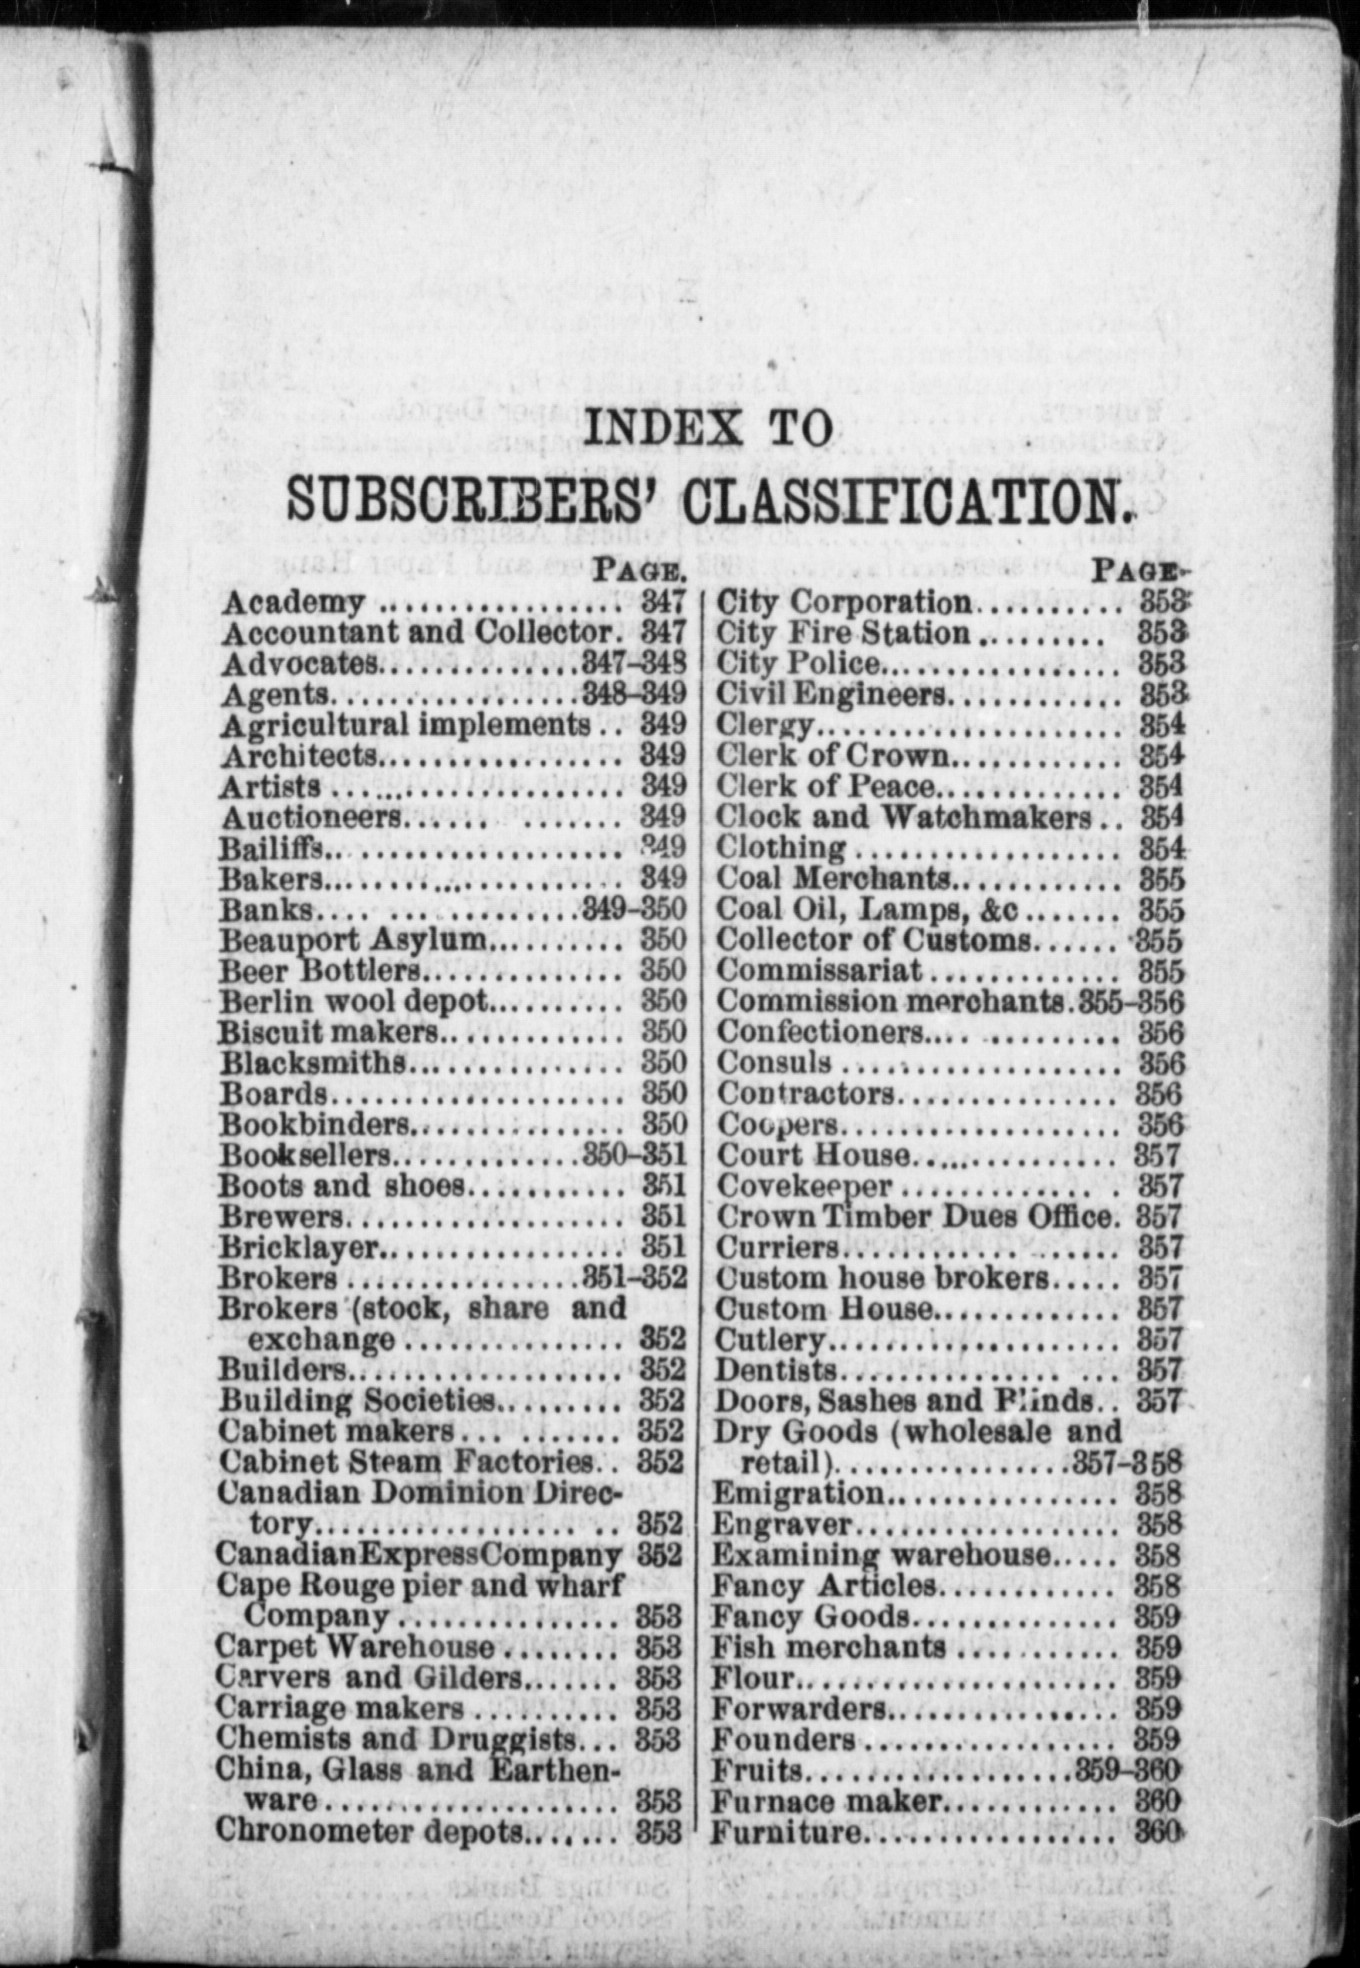 INDEX TO
SUBSCRIBERS' CLASSIFICATION.
PAGE.
Academy ................. 347
Accountant and Collector. 347
Advocates..............347-348
Agents.................348-349
Agricultural implements .. 349
Architects................. 349
Artists .................... 349
Auctioneers...... ....... 349
Bailiffs.. .................. 349
Bakers..................... 349
Banks.... ... .........349-350
Beauport Asylum.......... 350
Beer Bottlers.............. 350
Berlin wool depot.......... 350
Biscuit makers............. 350
Blacksmiths............... 350
Boards.................... 350
Bookbinders............... 350
Booksellers.............350-351
Boots and shoes........... 351
Brewers................... 351
Bricklayer................. 351
Brokers ................351-352
Brokers (stock, share and
exchange ............... 352
Builders................... 352
Building Societies......... 352
Cabinet makers... ....... 352
Cabinet Steam Factories.. 352
Canadian Dominion Direc-
tory.................. .. 352
Canadian Express Company 352
Cape Rouge pier and wharf
Company ............... 353
Carpet Warehouse ........ 353
Carvers and Gilders....... 353
Carriage makers .......... 353
Chemists and Druggists... 353
China, Glass and Earthen-
ware..................... 353
Chronometer depots....... 353
PAGE-
City Corporation.......... 353
City Fire Station ......... 353
City Police................ 353
Civil Engineers............ 353
Clergy..................... 354
Clerk of Crown............ 354
Clerk of Peace............. 354
Clock and Watchmakers .. 354
Clothing .................. 354
Coal Merchants............ 355
Coal Oil, Lamps, &c ....... 355
Collector of Customs...... 355
Commissariat ............. 355
Commission merchants.355-356
Confectioners.... ......... 356
Consuls ................... 356
Contractors............... 356
Coopers................... 356
Court House.............. 357
Covekeeper ............. . 357
Crown Timber Dues Office. 357
Curriers............ ...... 357
Custom house brokers..... 357
Custom House............. 357
Cutlery.................... 357
Dentists............... ... 357
Doors, Sashes and Blinds.. 357
Dry Goods (wholesale and
retail)................357-358
Emigration................ 358
Engraver.................. 358
Examining warehouse..... 358
Fancy Articles............ 358
Fancy Goods.............. 359
Fish merchants ........... 359
Flour...................... 359
Forwarders................ 359
Founders ................. 359
Fruits...................359-360
Furnace maker............ 360
Furniture................. 360